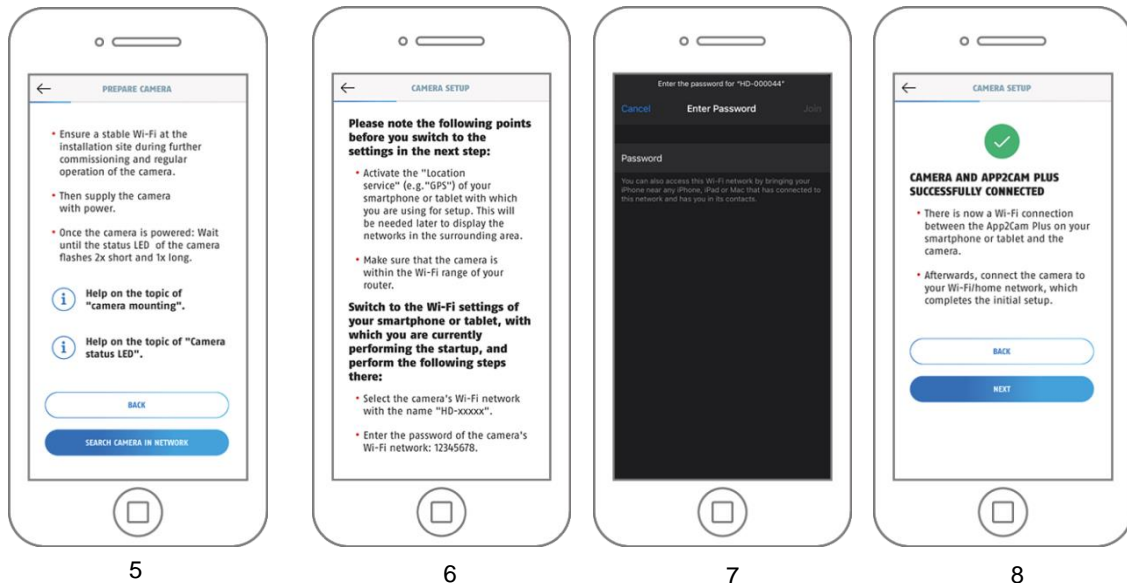 PREPARE CAMERA
• Ensure a stable Wi-Fi at the
installation site during further
commissioning and regular
operation of the camera.
• Then supply the camera
with power.
• Once the camera is powered: Wait
until the status LED of the camera
flashes 2x short and 1x long.
i Help on the topic of
"camera mounting".
i Help on the topic of "Camera
status LED".
BACK
SEARCH CAMERA IN NETWORK
5
CAMERA SETUP
Please note the following points
before you switch to the
settings in the next step:
• Activate the "Location
service" (e.g."GPS") of your
smartphone or tablet with which
you are using for setup. This will
be needed later to display the
networks in the surrounding area.
• Make sure that the camera is
within the Wi-Fi range of your
router.
Switch to the Wi-Fi settings of
your smartphone or tablet, with
which you are currently
performing the startup, and
perform the following steps
there:
• Select the camera's Wi-Fi network
with the name "HD-xxxxx".
• Enter the password of the camera's
Wi-Fi network: 12345678.
6
Enter the password for "HD-000044"
Cancel Enter Password Join
Password
You can also access this Wi-Fi network by bringing your
iPhone near any iPhone, iPad or Mac that has connected to
this network and has you in its contacts.
7
CAMERA SETUP
CAMERA AND APP2CAM PLUS
SUCCESSFULLY CONNECTED
• There is now a Wi-Fi connection
between the App2Cam Plus on your
smartphone or tablet and the
camera.
• Afterwards, connect the camera to
your Wi-Fi/home network, which
completes the initial setup.
BACK
NEXT
8